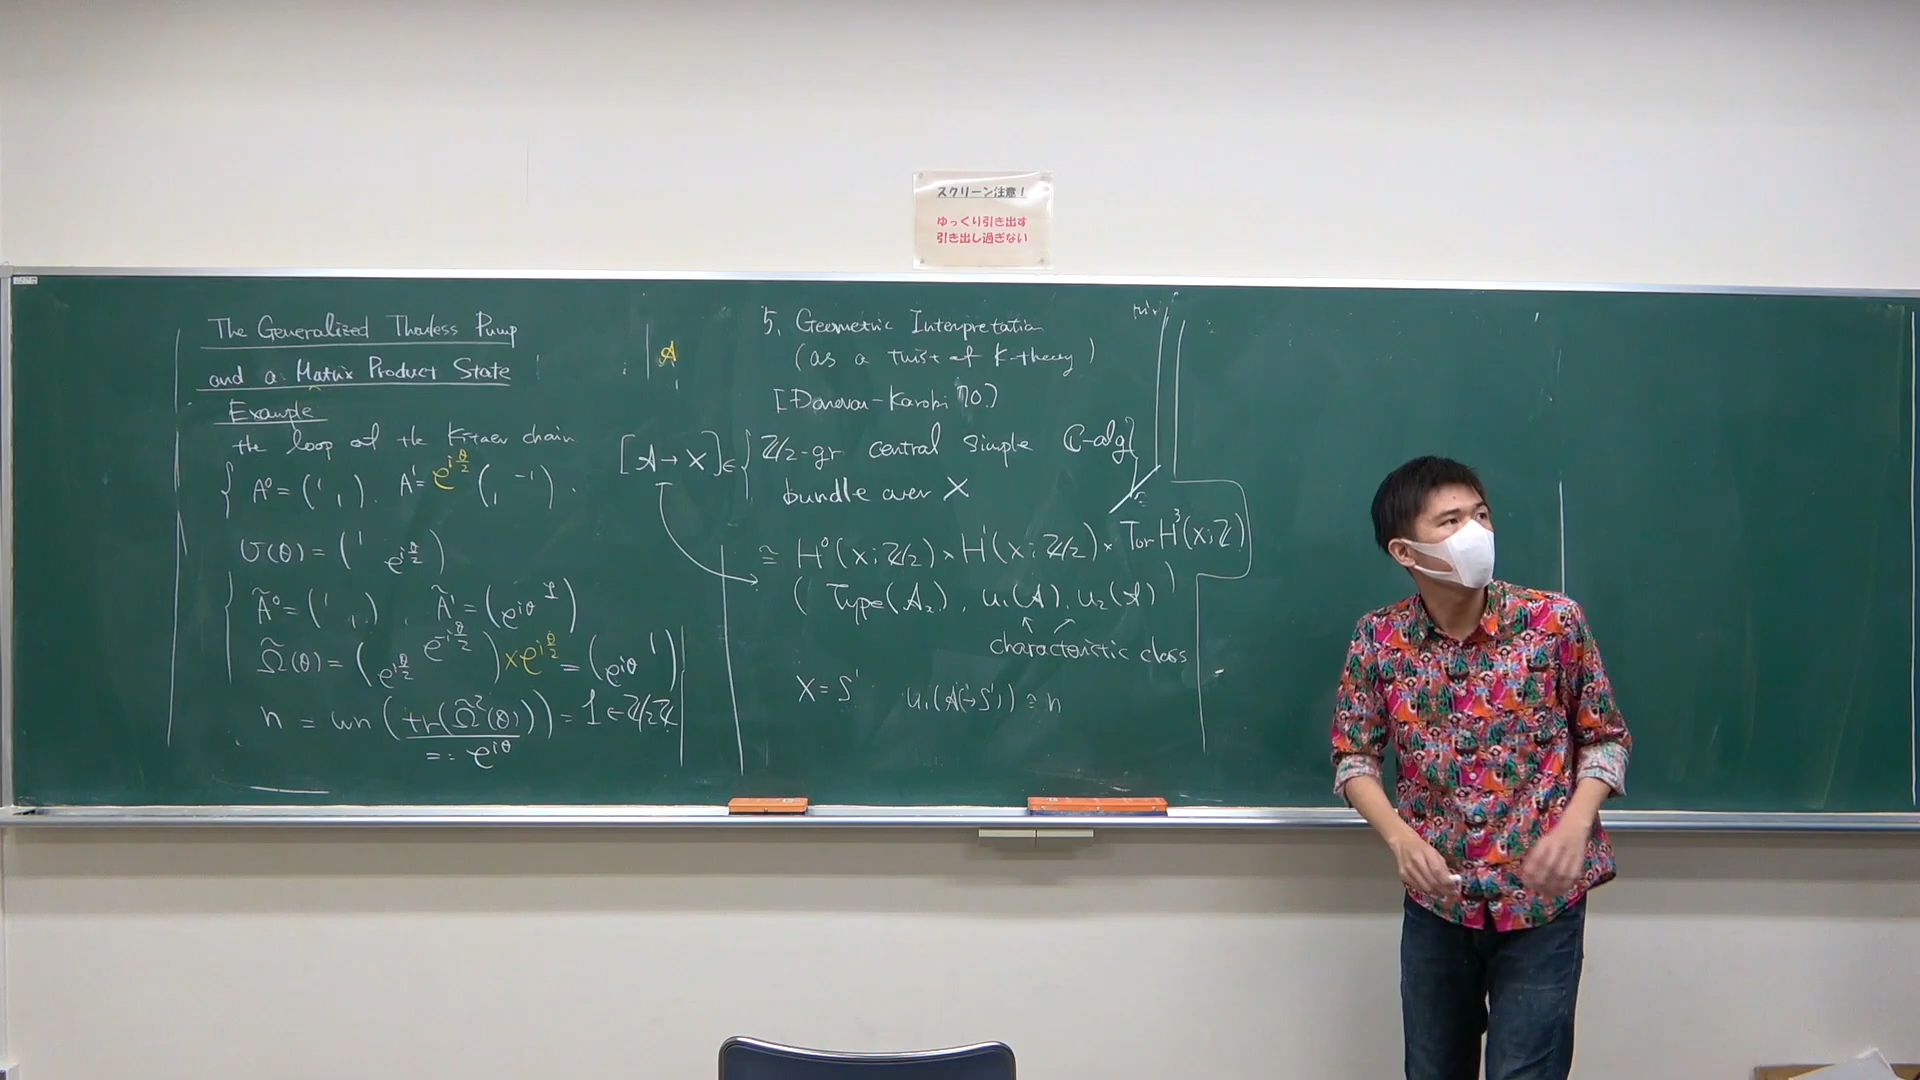 スクリーン注意!
ゆっくり引き出す
引き出し過ぎない
The Generalized Thouless Pump
and a Matrix Product State
Example
the loop out the Kitaev chain
A⁰ = (¹ ₁). A¹ = e^{iθ/2} (₁ ⁻¹).
U(θ) = (¹ e^{iθ/2})
Ã⁰ = (¹ ₁), Ã¹ = (e^{iθ} ¹)
Ω̃(θ) = (e^{iθ/2} e^{-iθ/2}) × e^{iθ/2} = (e^{iθ} ¹)
n = wn (tr(Ω̃²(θ))) = 1 ∈ Z/2Z
=: e^{iθ}
A
5. Geometric Interpretation
(as a twist of K-theory)
[Donovan-Karoubi '70.]
[A → X] ∈ { Z/2-gr central simple C-alg
bundle over X }/~
≅ H⁰(X; Z/2) × H¹(X; Z/2) × Tor H³(X; Z)
(Type(Aₓ), u₁(A), u₂(A))
characteristic class
X = S¹ u₁(A(→S¹)) ≅ n